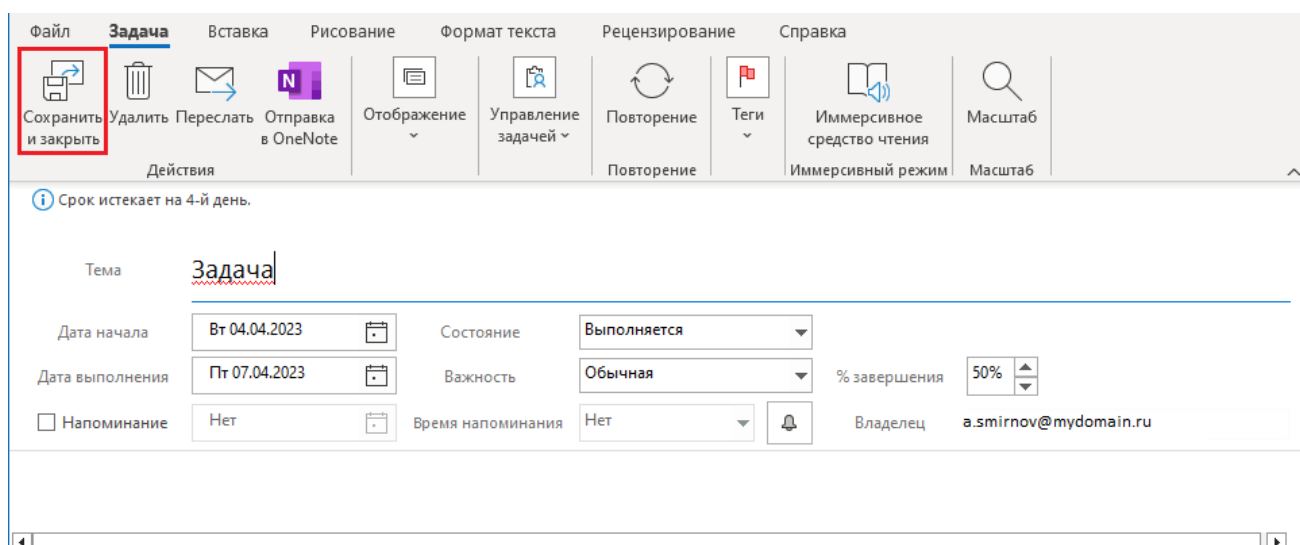 Файл Задача Вставка Рисование Формат текста Рецензирование Справка
Сохранить и закрыть
Удалить
Переслать
N
Отправка в OneNote
Отображение
Управление задачей
Повторение
Теги
Иммерсивное средство чтения
Масштаб
Действия Повторение Иммерсивный режим Масштаб
Срок истекает на 4-й день.
Тема Задача
Дата начала Вт 04.04.2023 Состояние Выполняется
Дата выполнения Пт 07.04.2023 Важность Обычная % завершения 50%
Напоминание Нет Время напоминания Нет Владелец a.smirnov@mydomain.ru